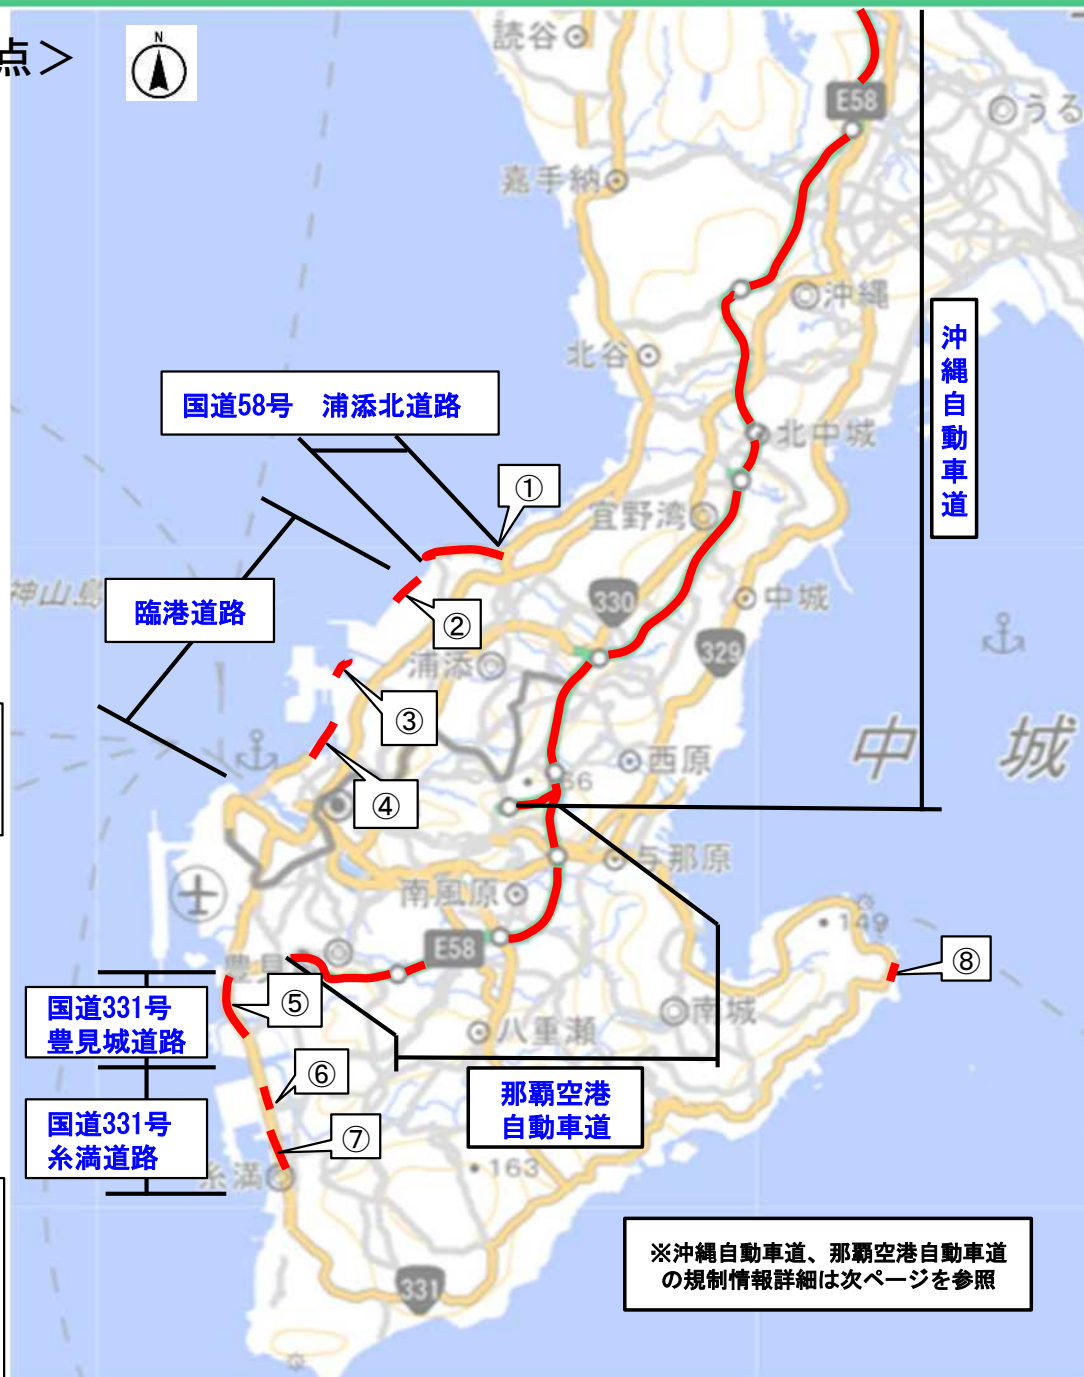 点＞
N
読谷
E58
うる
嘉手納
沖縄
北谷
沖縄自動車道
国道58号　浦添北道路
北中城
①
宜野湾
神山島
臨港道路
②
330
中城
329
浦添
③
西原
中城
66
④
与那原
南風原
149
E58
⑧
豊見
⑤
国道331号
豊見城道路
南城
八重瀬
⑥
那覇空港
自動車道
国道331号
糸満道路
⑦
163
糸満
※沖縄自動車道、那覇空港自動車道
の規制情報詳細は次ページを参照
331